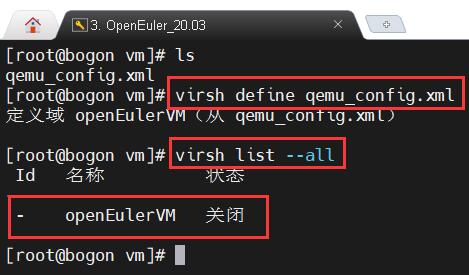 3. OpenEuler_20.03
[root@bogon vm]# ls
qemu_config.xml
[root@bogon vm]# virsh define qemu_config.xml
定义域 openEulerVM（从 qemu_config.xml）
[root@bogon vm]# virsh list --all
Id 名称 状态
- openEulerVM 关闭
[root@bogon vm]#